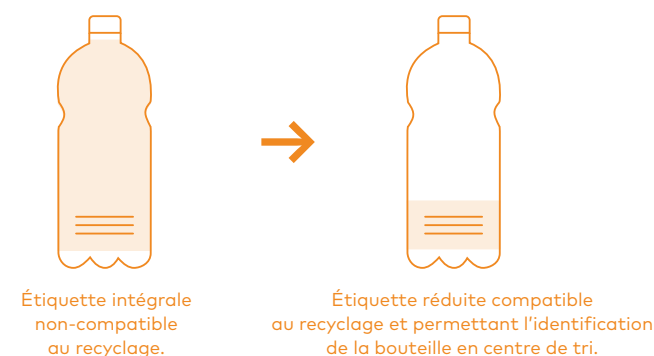 Étiquette intégrale
non-compatible
au recyclage.
Étiquette réduite compatible
au recyclage et permettant l'identification
de la bouteille en centre de tri.